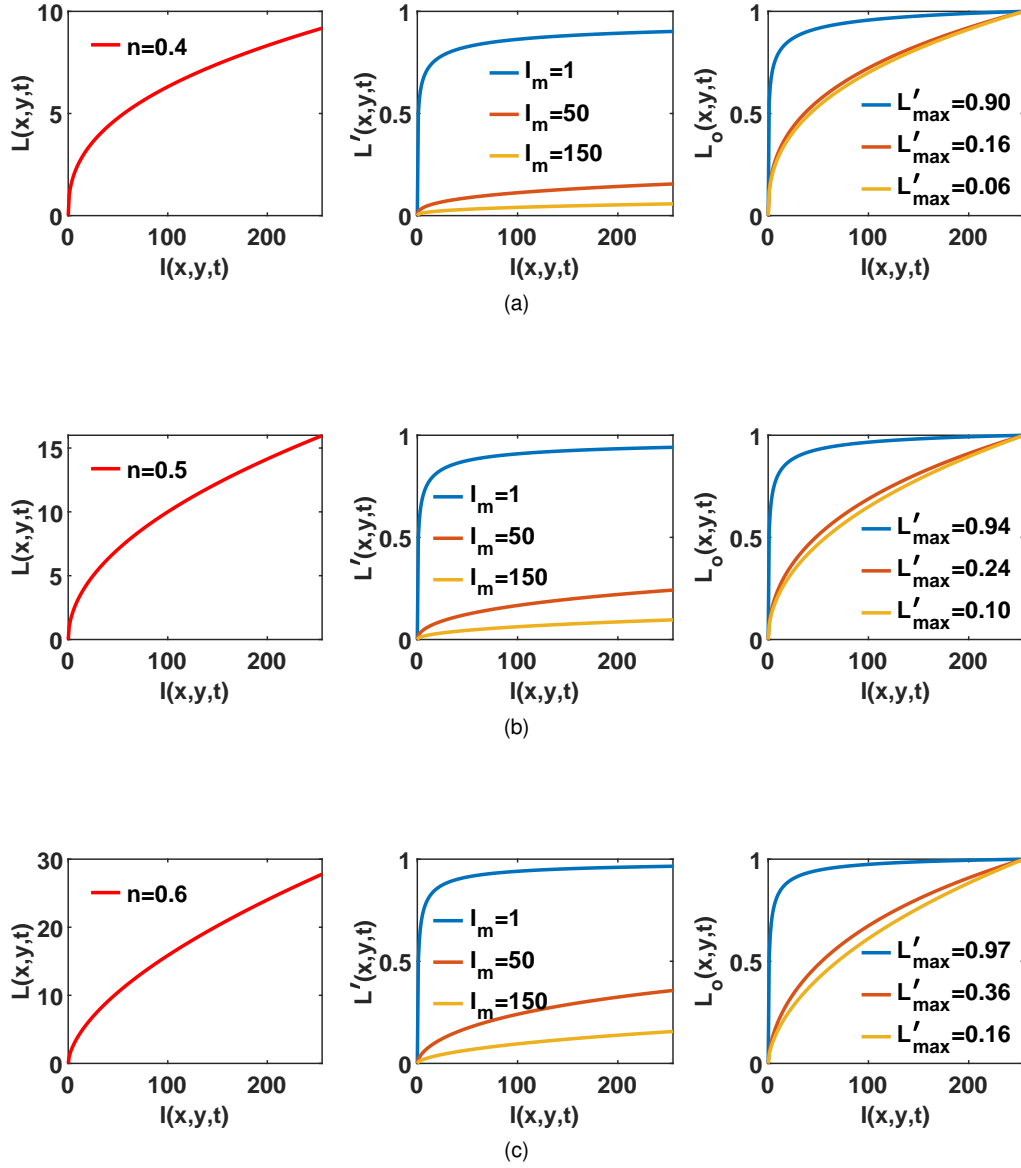 L(x,y,t)
10
5
0
n=0.4
0 100 200
I(x,y,t)
L'(x,y,t)
1
0.5
0
I_m=1
I_m=50
I_m=150
0 100 200
I(x,y,t)
L_o(x,y,t)
1
0.5
0
L'_max=0.90
L'_max=0.16
L'_max=0.06
0 100 200
I(x,y,t)
(a)
L(x,y,t)
15
10
5
0
n=0.5
0 100 200
I(x,y,t)
L'(x,y,t)
1
0.5
0
I_m=1
I_m=50
I_m=150
0 100 200
I(x,y,t)
L_o(x,y,t)
1
0.5
0
L'_max=0.94
L'_max=0.24
L'_max=0.10
0 100 200
I(x,y,t)
(b)
L(x,y,t)
30
20
10
0
n=0.6
0 100 200
I(x,y,t)
L'(x,y,t)
1
0.5
0
I_m=1
I_m=50
I_m=150
0 100 200
I(x,y,t)
L_o(x,y,t)
1
0.5
0
L'_max=0.97
L'_max=0.36
L'_max=0.16
0 100 200
I(x,y,t)
(c)